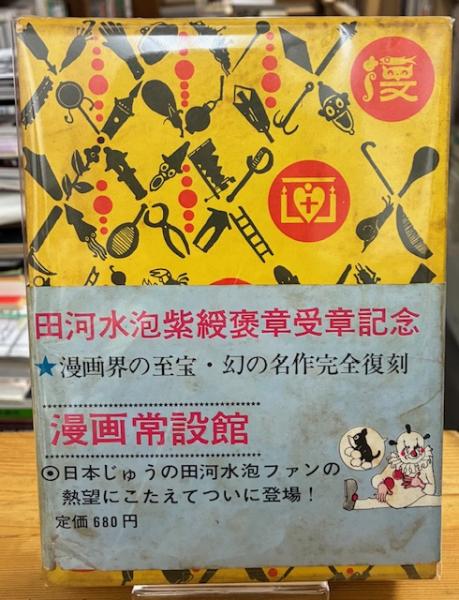 漫
田河水泡紫綬褒章受章記念
★漫画界の至宝・幻の名作完全復刻
漫画常設館
⦿日本じゅうの田河水泡ファンの
熱望にこたえてついに登場！
定価 680 円